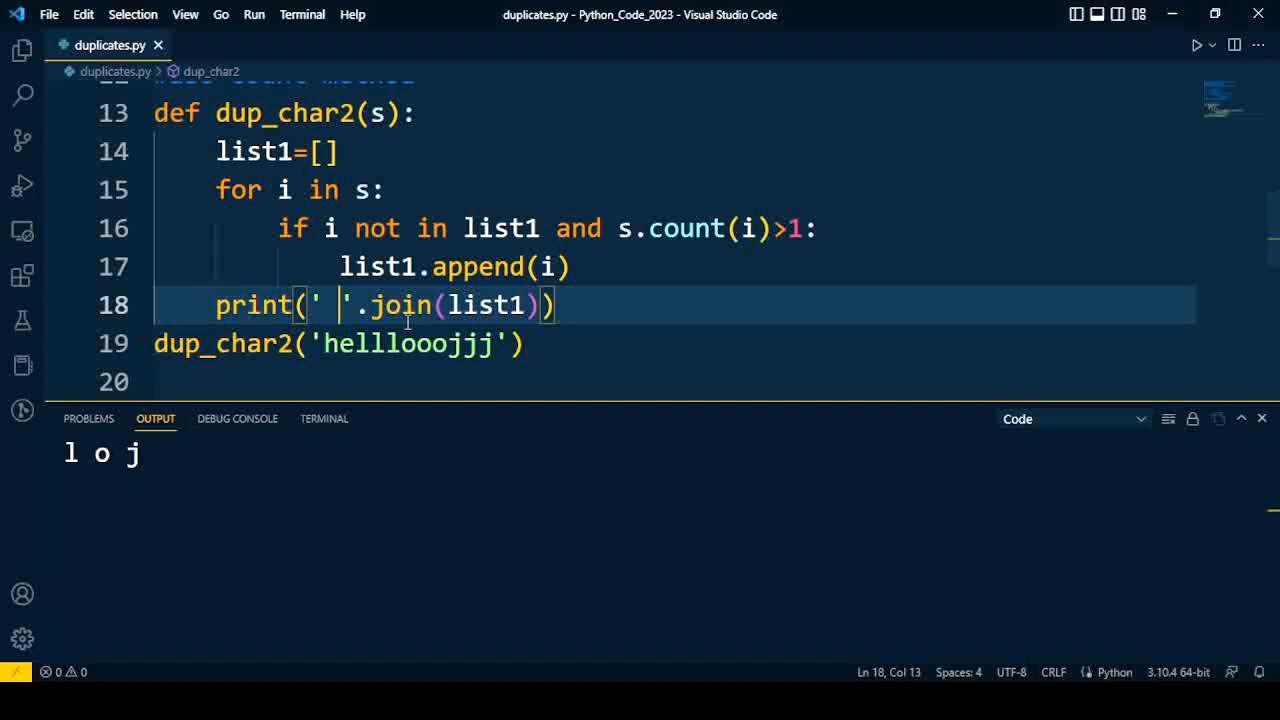 File Edit Selection View Go Run Terminal Help duplicates.py - Python_Code_2023 - Visual Studio Code
duplicates.py
duplicates.py > dup_char2
13 def dup_char2(s):
14 list1=[]
15 for i in s:
16 if i not in list1 and s.count(i)>1:
17 list1.append(i)
18 print(' '.join(list1))
19 dup_char2('hellloo​ojjj')
20
PROBLEMS OUTPUT DEBUG CONSOLE TERMINAL Code
l o j
0 0 Ln 18, Col 13 Spaces: 4 UTF-8 CRLF Python 3.10.4 64-bit